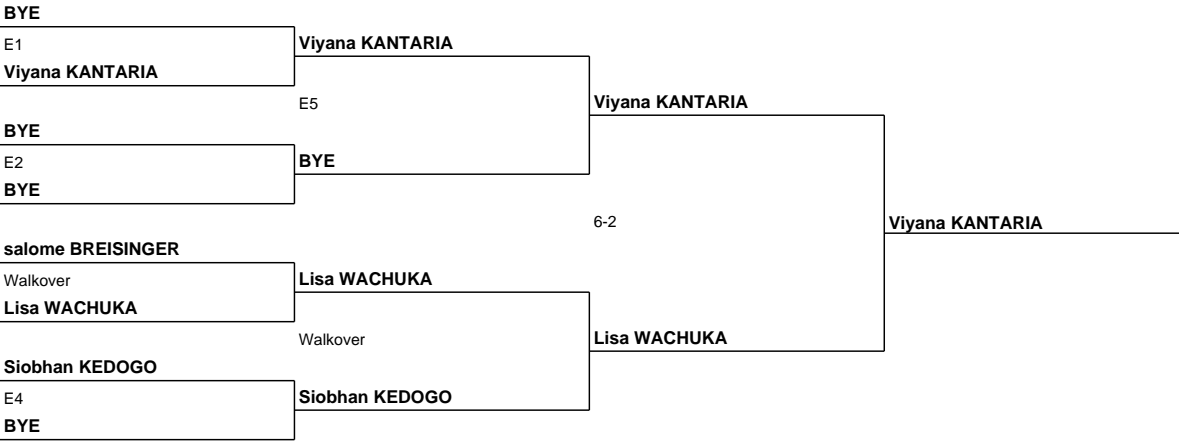 BYE
E1
Viyana KANTARIA
Viyana KANTARIA
E5
Viyana KANTARIA
BYE
E2
BYE
BYE
6-2
Viyana KANTARIA
salome BREISINGER
Walkover
Lisa WACHUKA
Lisa WACHUKA
Walkover
Lisa WACHUKA
Siobhan KEDOGO
E4
Siobhan KEDOGO
BYE